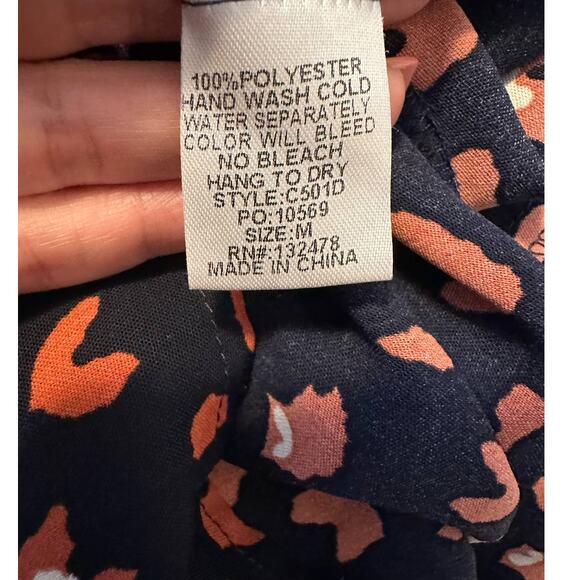 100%POLYESTER
HAND WASH COLD
WATER SEPARATELY
COLOR WILL BLEED
NO BLEACH
HANG TO DRY
STYLE:C501D
PO:10569
SIZE:M
RN#:132478
MADE IN CHINA